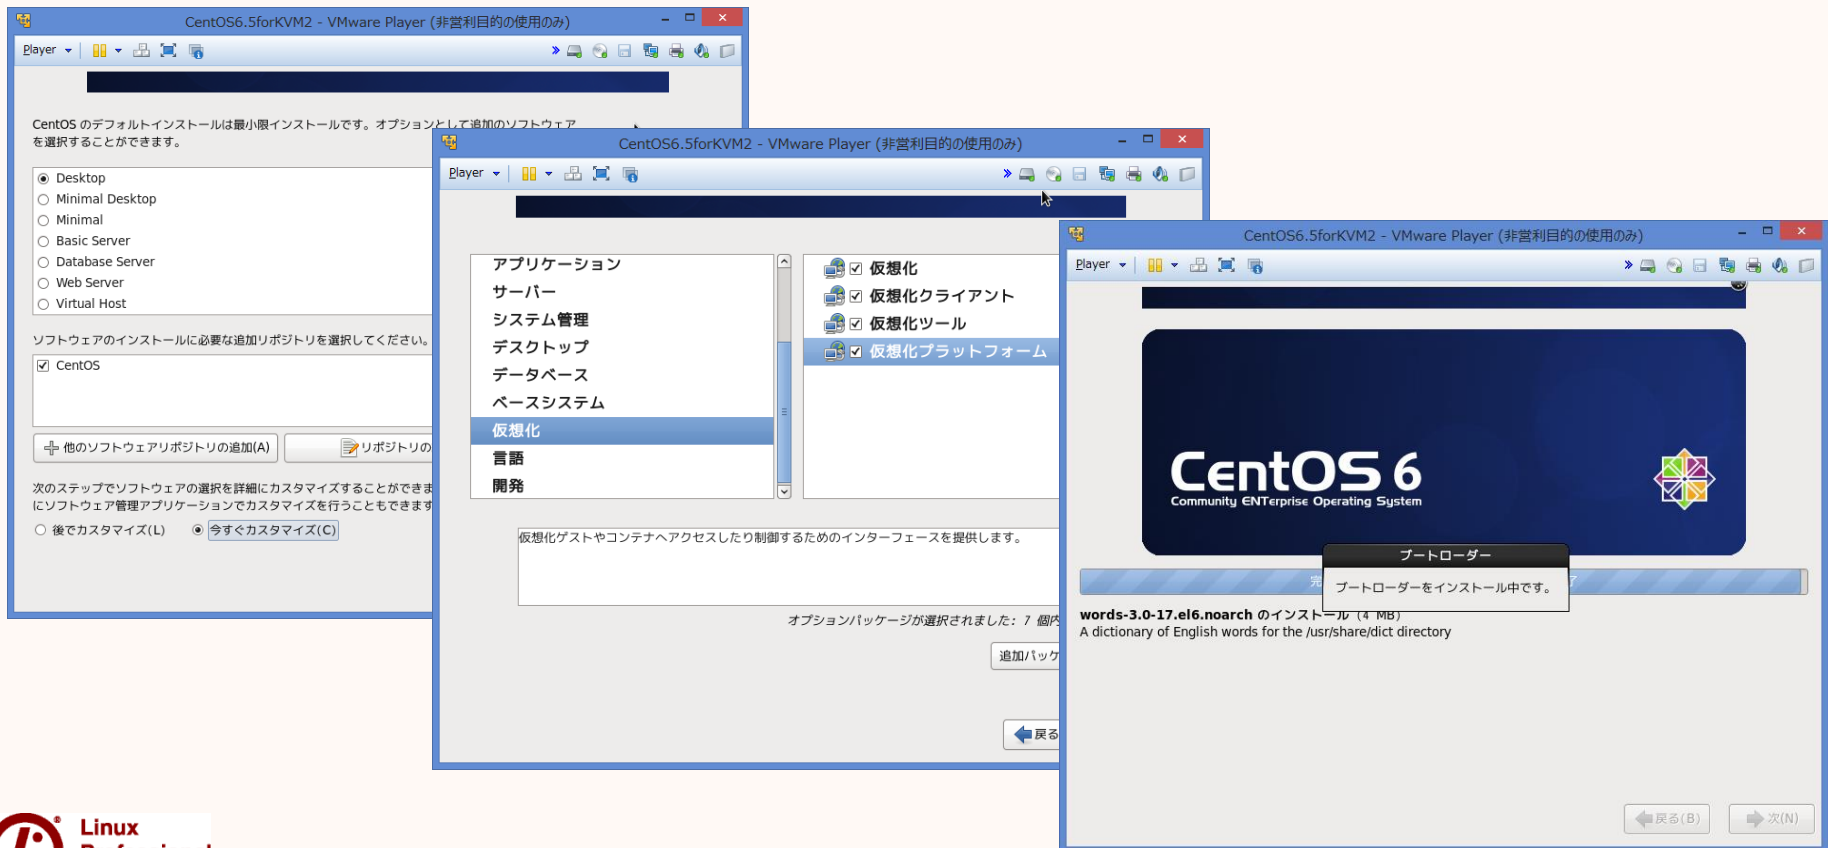 CentOS6.5forKVM2 - VMware Player (非営利目的の使用のみ)
Player
CentOS のデフォルトインストールは最小限インストールです。オプションとして追加のソフトウェア
を選択することができます。
Desktop
Minimal Desktop
Minimal
Basic Server
Database Server
Web Server
Virtual Host
ソフトウェアのインストールに必要な追加リポジトリを選択してください。
CentOS
他のソフトウェアリポジトリの追加(A)
リポジトリの
次のステップでソフトウェアの選択を詳細にカスタマイズすることができま
にソフトウェア管理アプリケーションでカスタマイズを行うこともできます
後でカスタマイズ(L)
今すぐカスタマイズ(C)
CentOS6.5forKVM2 - VMware Player (非営利目的の使用のみ)
Player
アプリケーション
サーバー
システム管理
デスクトップ
データベース
ベースシステム
仮想化
言語
開発
仮想化
仮想化クライアント
仮想化ツール
仮想化プラットフォーム
仮想化ゲストやコンテナへアクセスしたり制御するためのインターフェースを提供します。
オプションパッケージが選択されました: 7 個内
追加パッケ
戻る
CentOS6.5forKVM2 - VMware Player (非営利目的の使用のみ)
Player
CentOS 6
Community ENTerprise Operating System
ブートローダー
ブートローダーをインストール中です。
完
了
words-3.0-17.el6.noarch のインストール (4 MB)
A dictionary of English words for the /usr/share/dict directory
戻る(B)
次(N)
Linux
Professional